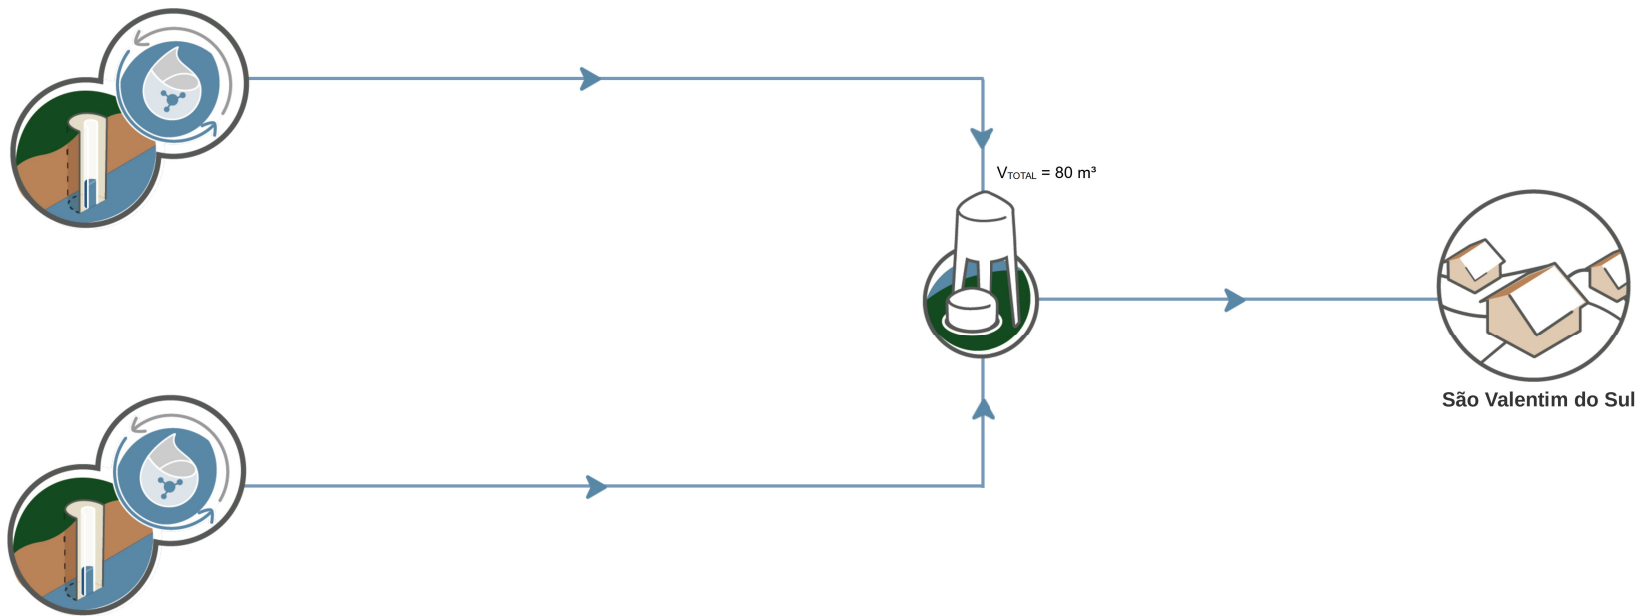 VTOTAL = 80 m³
São Valentim do Sul